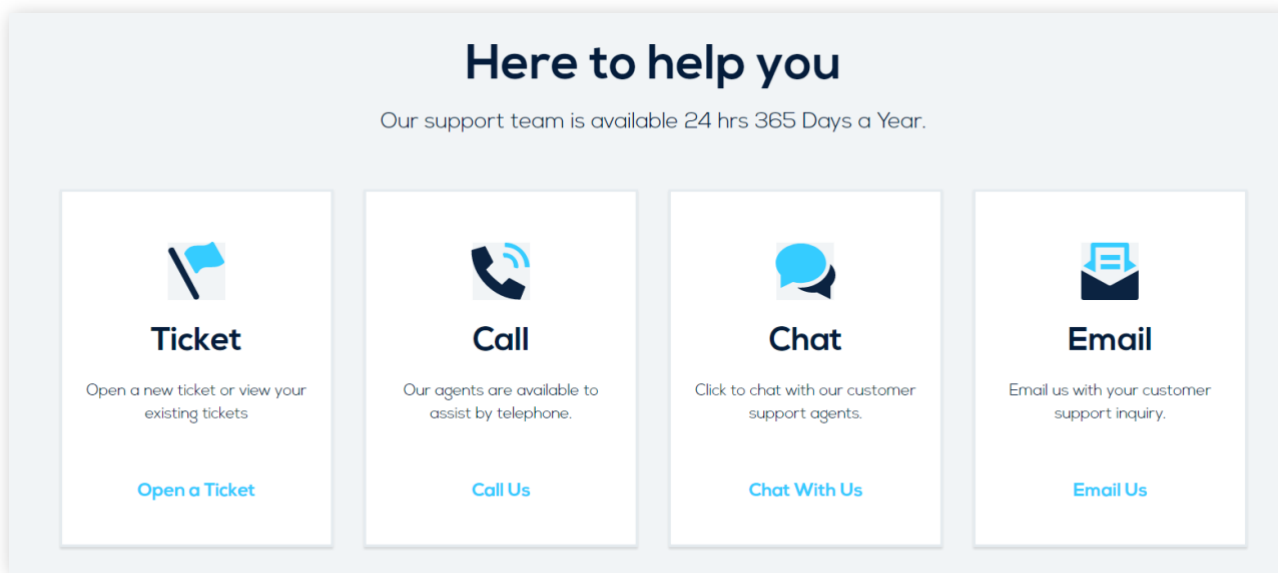 Here to help you
Our support team is available 24 hrs 365 Days a Year.
Ticket
Open a new ticket or view your
existing tickets
Open a Ticket
Call
Our agents are available to
assist by telephone.
Call Us
Chat
Click to chat with our customer
support agents.
Chat With Us
Email
Email us with your customer
support inquiry.
Email Us